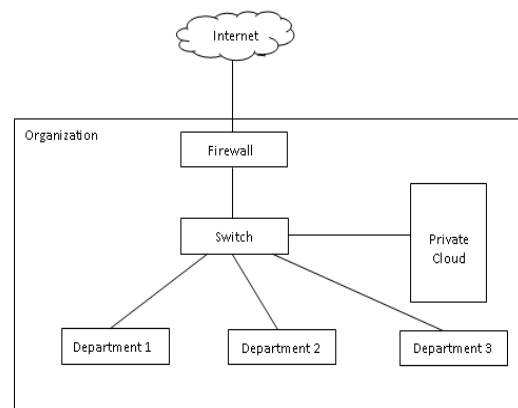 Internet
Organization
Firewall
Switch
Private
Cloud
Department 1
Department 2
Department 3